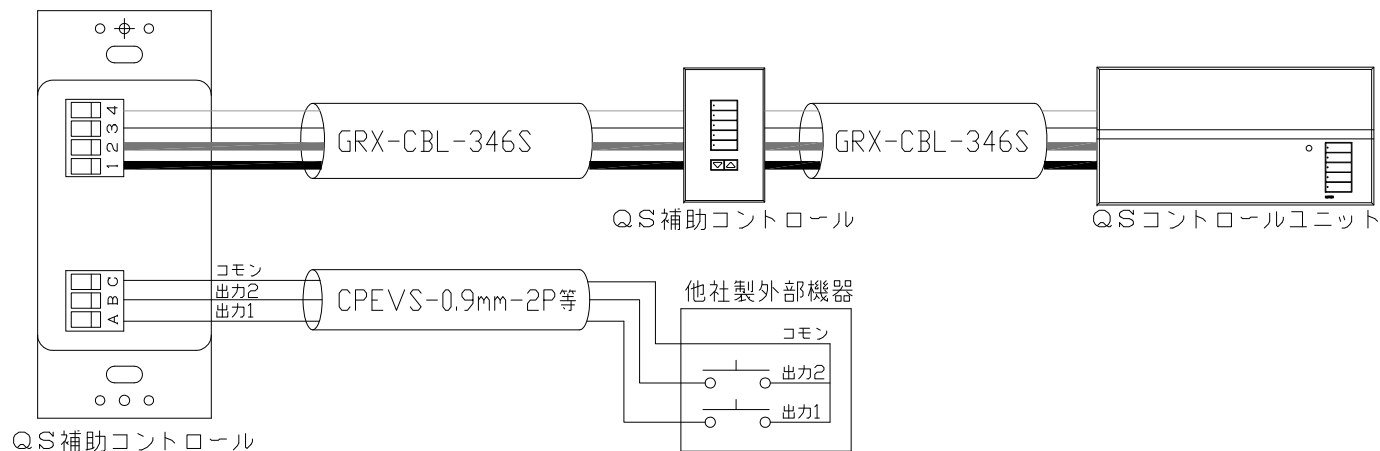 4
3
2
1
GRX-CBL-346S
GRX-CBL-346S
QS補助コントロール
QSコントロールユニット
C
B
A
コモン
出力2
出力1
CPEVS-0.9mm-2P等
他社製外部機器
コモン
出力2
出力1
QS補助コントロール